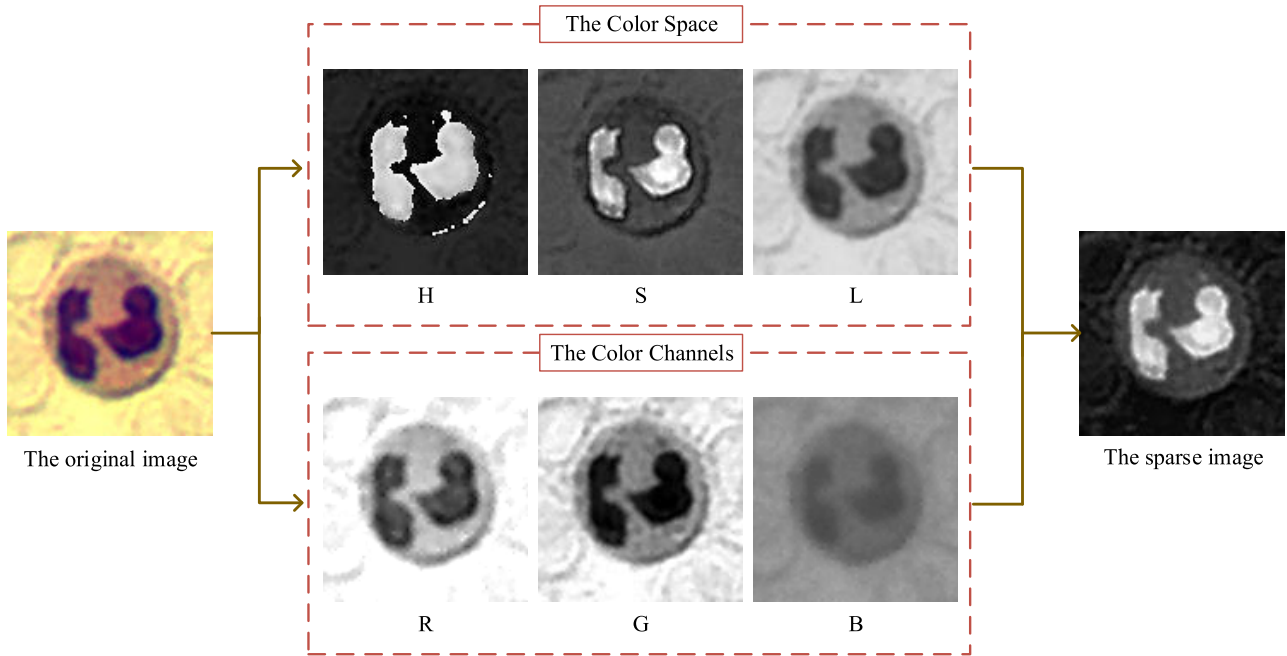 The Color Space
H
S
L
The original image
The Color Channels
R
G
B
The sparse image